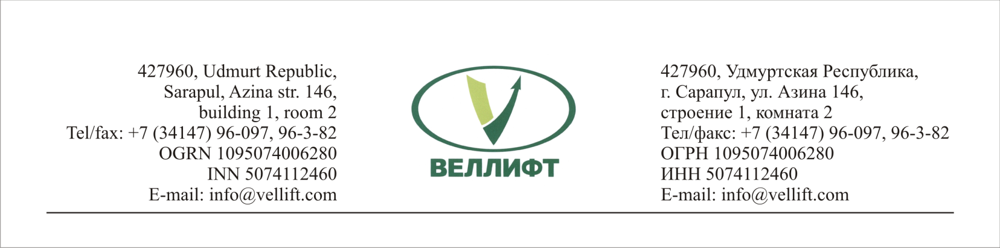 427960, Udmurt Republic,
Sarapul, Azina str. 146,
building 1, room 2
Tel/fax: +7 (34147) 96-097, 96-3-82
OGRN 1095074006280
INN 5074112460
E-mail: info@vellift.com
ВЕЛЛИФТ
427960, Удмуртская Республика,
г. Сарапул, ул. Азина 146,
строение 1, комната 2
Тел/факс: +7 (34147) 96-097, 96-3-82
ОГРН 1095074006280
ИНН 5074112460
E-mail: info@vellift.com